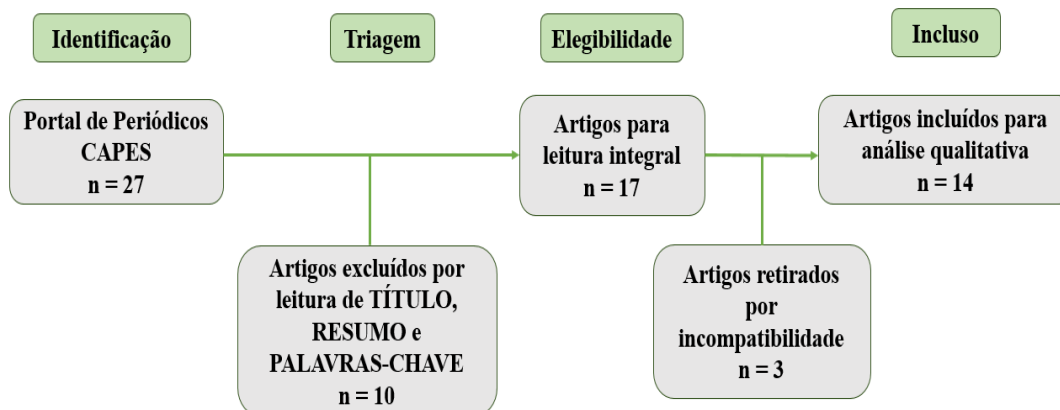 Identificação
Triagem
Elegibilidade
Incluso
Portal de Periódicos
CAPES
n = 27
Artigos para
leitura integral
n = 17
Artigos incluídos para
análise qualitativa
n = 14
Artigos excluídos por
leitura de TÍTULO,
RESUMO e
PALAVRAS-CHAVE
n = 10
Artigos retirados
por
incompatibilidade
n = 3